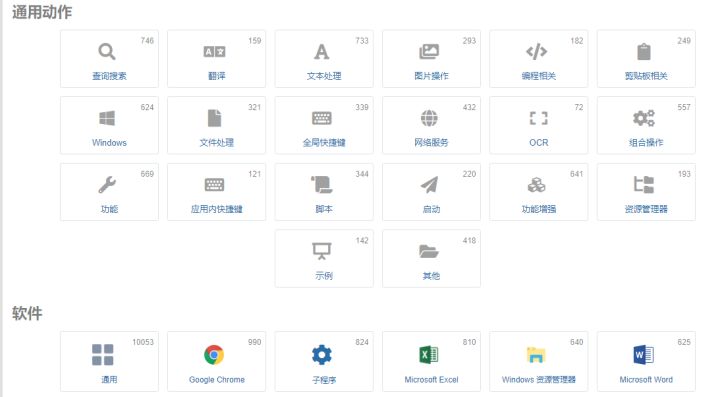 通用动作
746 159 733 293 182 249
查询搜索 翻译 文本处理 图片操作 编程相关 剪贴板相关
624 321 339 432 72 557
Windows 文件处理 全局快捷键 网络服务 OCR 组合操作
669 121 344 220 641 193
功能 应用内快捷键 脚本 启动 功能增强 资源管理器
142 418
示例 其他
软件
10053 990 824 810 640 625
通用 Google Chrome 子程序 Microsoft Excel Windows 资源管理器 Microsoft Word